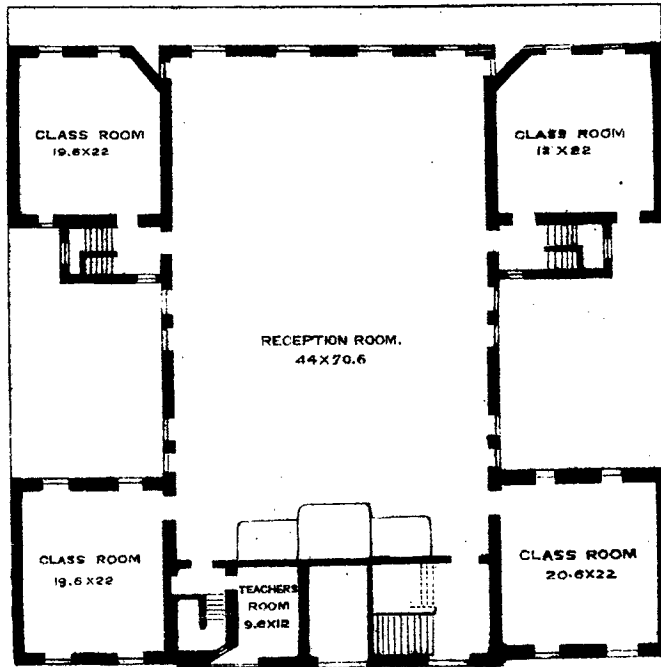 CLASS ROOM
19.6X22
CLASS ROOM
18 X22
RECEPTION ROOM.
44X70.6
CLASS ROOM
19.6X22
TEACHERS
ROOM
9.6X12
CLASS ROOM
20.6X22